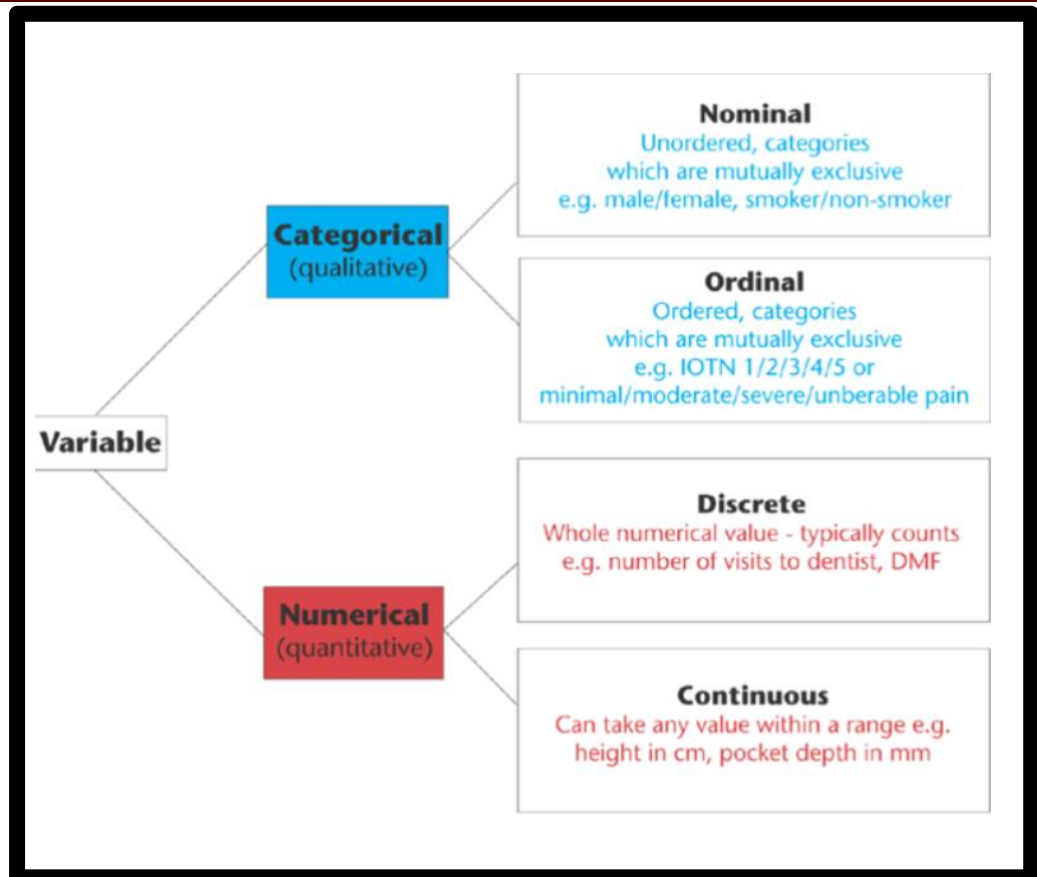 Variable
Categorical
(qualitative)
Nominal
Unordered, categories
which are mutually exclusive
e.g. male/female, smoker/non-smoker
Ordinal
Ordered, categories
which are mutually exclusive
e.g. IOTN 1/2/3/4/5 or
minimal/moderate/severe/unberable pain
Numerical
(quantitative)
Discrete
Whole numerical value - typically counts
e.g. number of visits to dentist, DMF
Continuous
Can take any value within a range e.g.
height in cm, pocket depth in mm